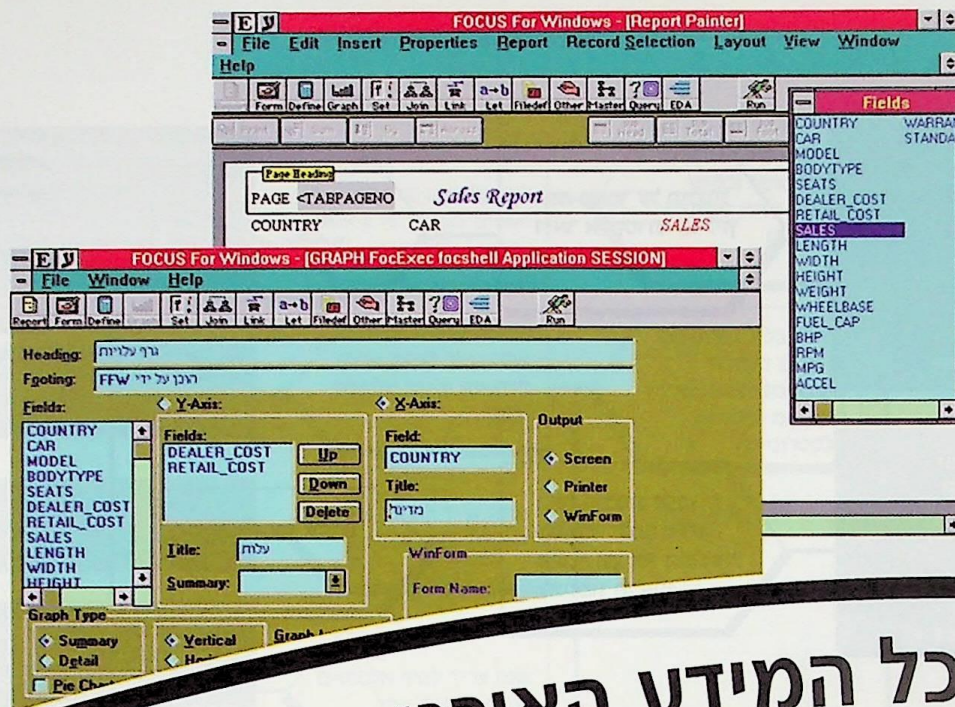 E ע FOCUS For Windows - [Report Painter]
File Edit Insert Properties Report Record Selection Layout View Window
Help
Form Define Graph Set Join Link Let Filedef Other Master Query EDA Run
Fields
COUNTRY WARRAN
CAR STANDA
MODEL
BODYTYPE
SEATS
DEALER_COST
RETAIL_COST
SALES
LENGTH
WIDTH
HEIGHT
WEIGHT
WHEELBASE
FUEL_CAP
BHP
RPM
MPG
ACCEL
Page Heading
PAGE <TABPAGENO Sales Report
COUNTRY CAR SALES
E ע FOCUS For Windows - [GRAPH FocExec focshell Application SESSION]
File Window Help
Report Form Define Graph Set Join Link Let Filedef Other Master Query EDA Run
Heading: גרף עלויות
Footing: הוכן על ידי FFW
Fields:
COUNTRY
CAR
MODEL
BODYTYPE
SEATS
DEALER_COST
RETAIL_COST
SALES
LENGTH
WIDTH
HEIGHT
Y-Axis:
Fields:
DEALER_COST
RETAIL_COST
Up
Down
Delete
Title: עלות
Summary:
X-Axis:
Field:
COUNTRY
Title:
מדינה
Output
Screen
Printer
WinForm
WinForm
Form Name:
Graph Type
Summary
Detail
Pie
Vertical
Graph
כל המידע